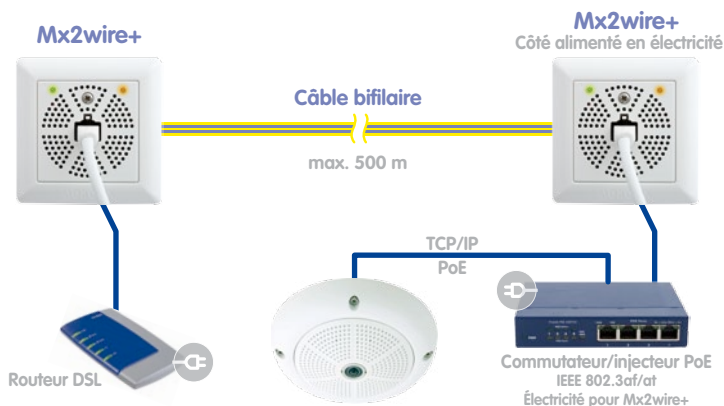 Mx2wire+
Mx2wire+
Côté alimenté en électricité
Câble bifilaire
max. 500 m
TCP/IP
PoE
Routeur DSL
Commutateur/injecteur PoE
IEEE 802.3af/at
Électricité pour Mx2wire+